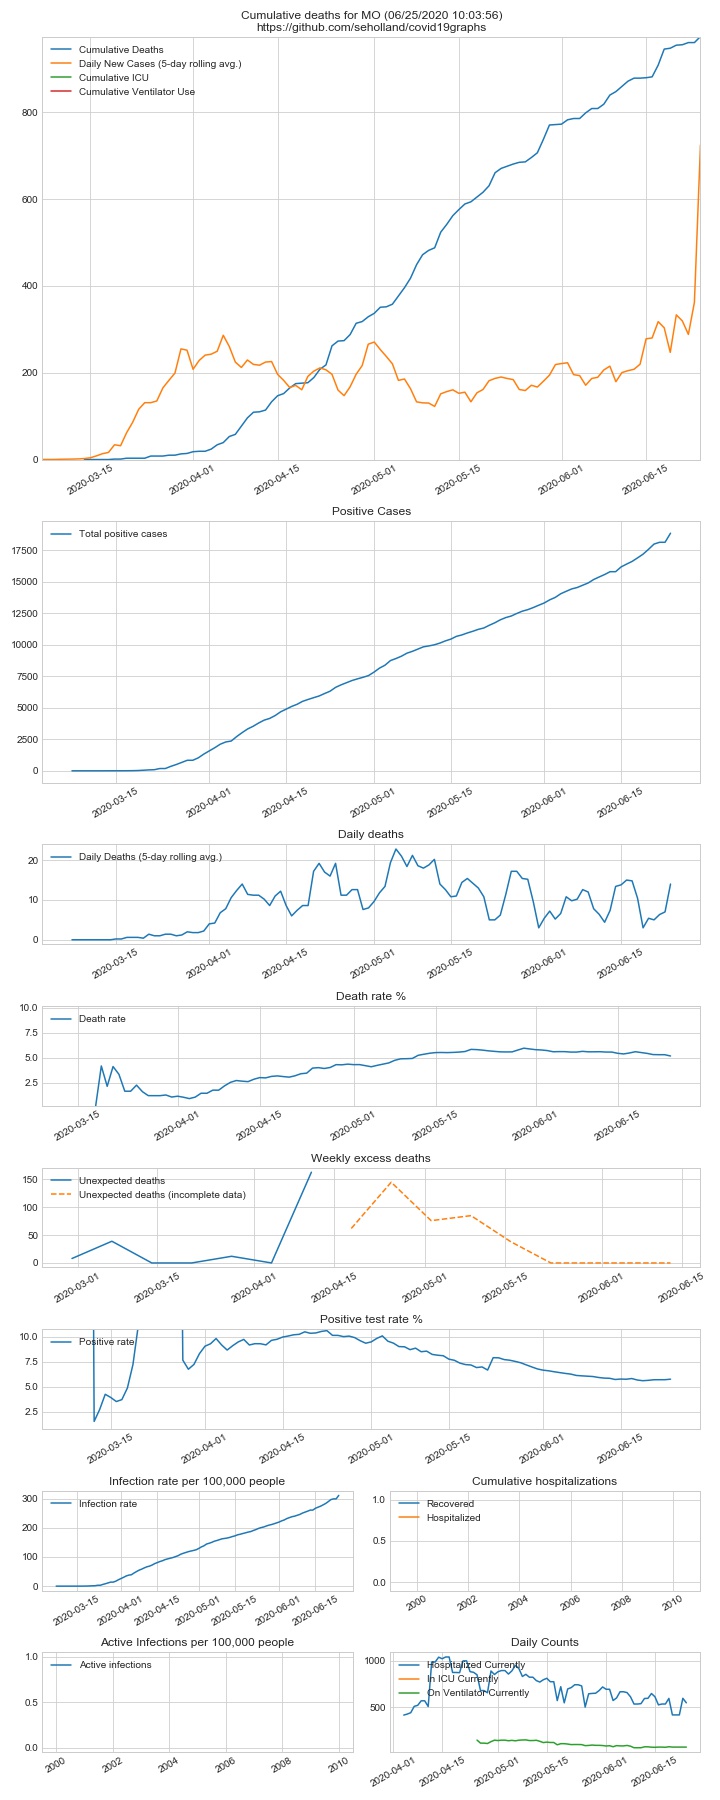 Cumulative deaths for MO (06/25/2020 10:03:56)
https://github.com/seholland/covid19graphs
Cumulative Deaths
Daily New Cases (5-day rolling avg.)
Cumulative ICU
Cumulative Ventilator Use
800
600
400
200
0
2020-03-15 2020-04-01 2020-04-15 2020-05-01 2020-05-15 2020-06-01 2020-06-15
Positive Cases
Total positive cases
17500
15000
12500
10000
7500
5000
2500
0
2020-03-15 2020-04-01 2020-04-15 2020-05-01 2020-05-15 2020-06-01 2020-06-15
Daily deaths
Daily Deaths (5-day rolling avg.)
20
10
0
2020-03-15 2020-04-01 2020-04-15 2020-05-01 2020-05-15 2020-06-01 2020-06-15
Death rate %
10.0
Death rate
7.5
5.0
2.5
2020-03-15 2020-04-01 2020-04-15 2020-05-01 2020-05-15 2020-06-01 2020-06-15
Weekly excess deaths
150
Unexpected deaths
Unexpected deaths (incomplete data)
100
50
0
2020-03-01 2020-03-15 2020-04-01 2020-04-15 2020-05-01 2020-05-15 2020-06-01 2020-06-15
Positive test rate %
10.0
Positive rate
7.5
5.0
2.5
2020-03-15 2020-04-01 2020-04-15 2020-05-01 2020-05-15 2020-06-01 2020-06-15
Infection rate per 100,000 people
300
Infection rate
200
100
0
2020-03-15 2020-04-01 2020-04-15 2020-05-01 2020-05-15 2020-06-01 2020-06-15
Cumulative hospitalizations
1.0
Recovered
Hospitalized
0.5
0.0
2000 2002 2004 2006 2008 2010
Active Infections per 100,000 people
1.0
Active infections
0.5
0.0
2000 2002 2004 2006 2008 2010
Daily Counts
1000
Hospitalized Currently
In ICU Currently
On Ventilator Currently
500
2020-04-01 2020-04-15 2020-05-01 2020-05-15 2020-06-01 2020-06-15